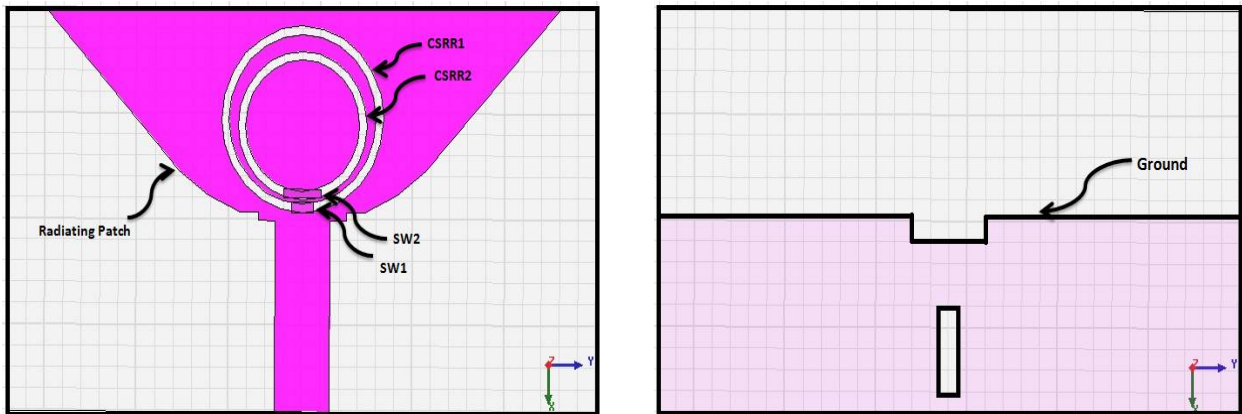 CSRR1
CSRR2
Radiating Patch
SW2
SW1
Z
Y
X
Ground
Z
Y
X